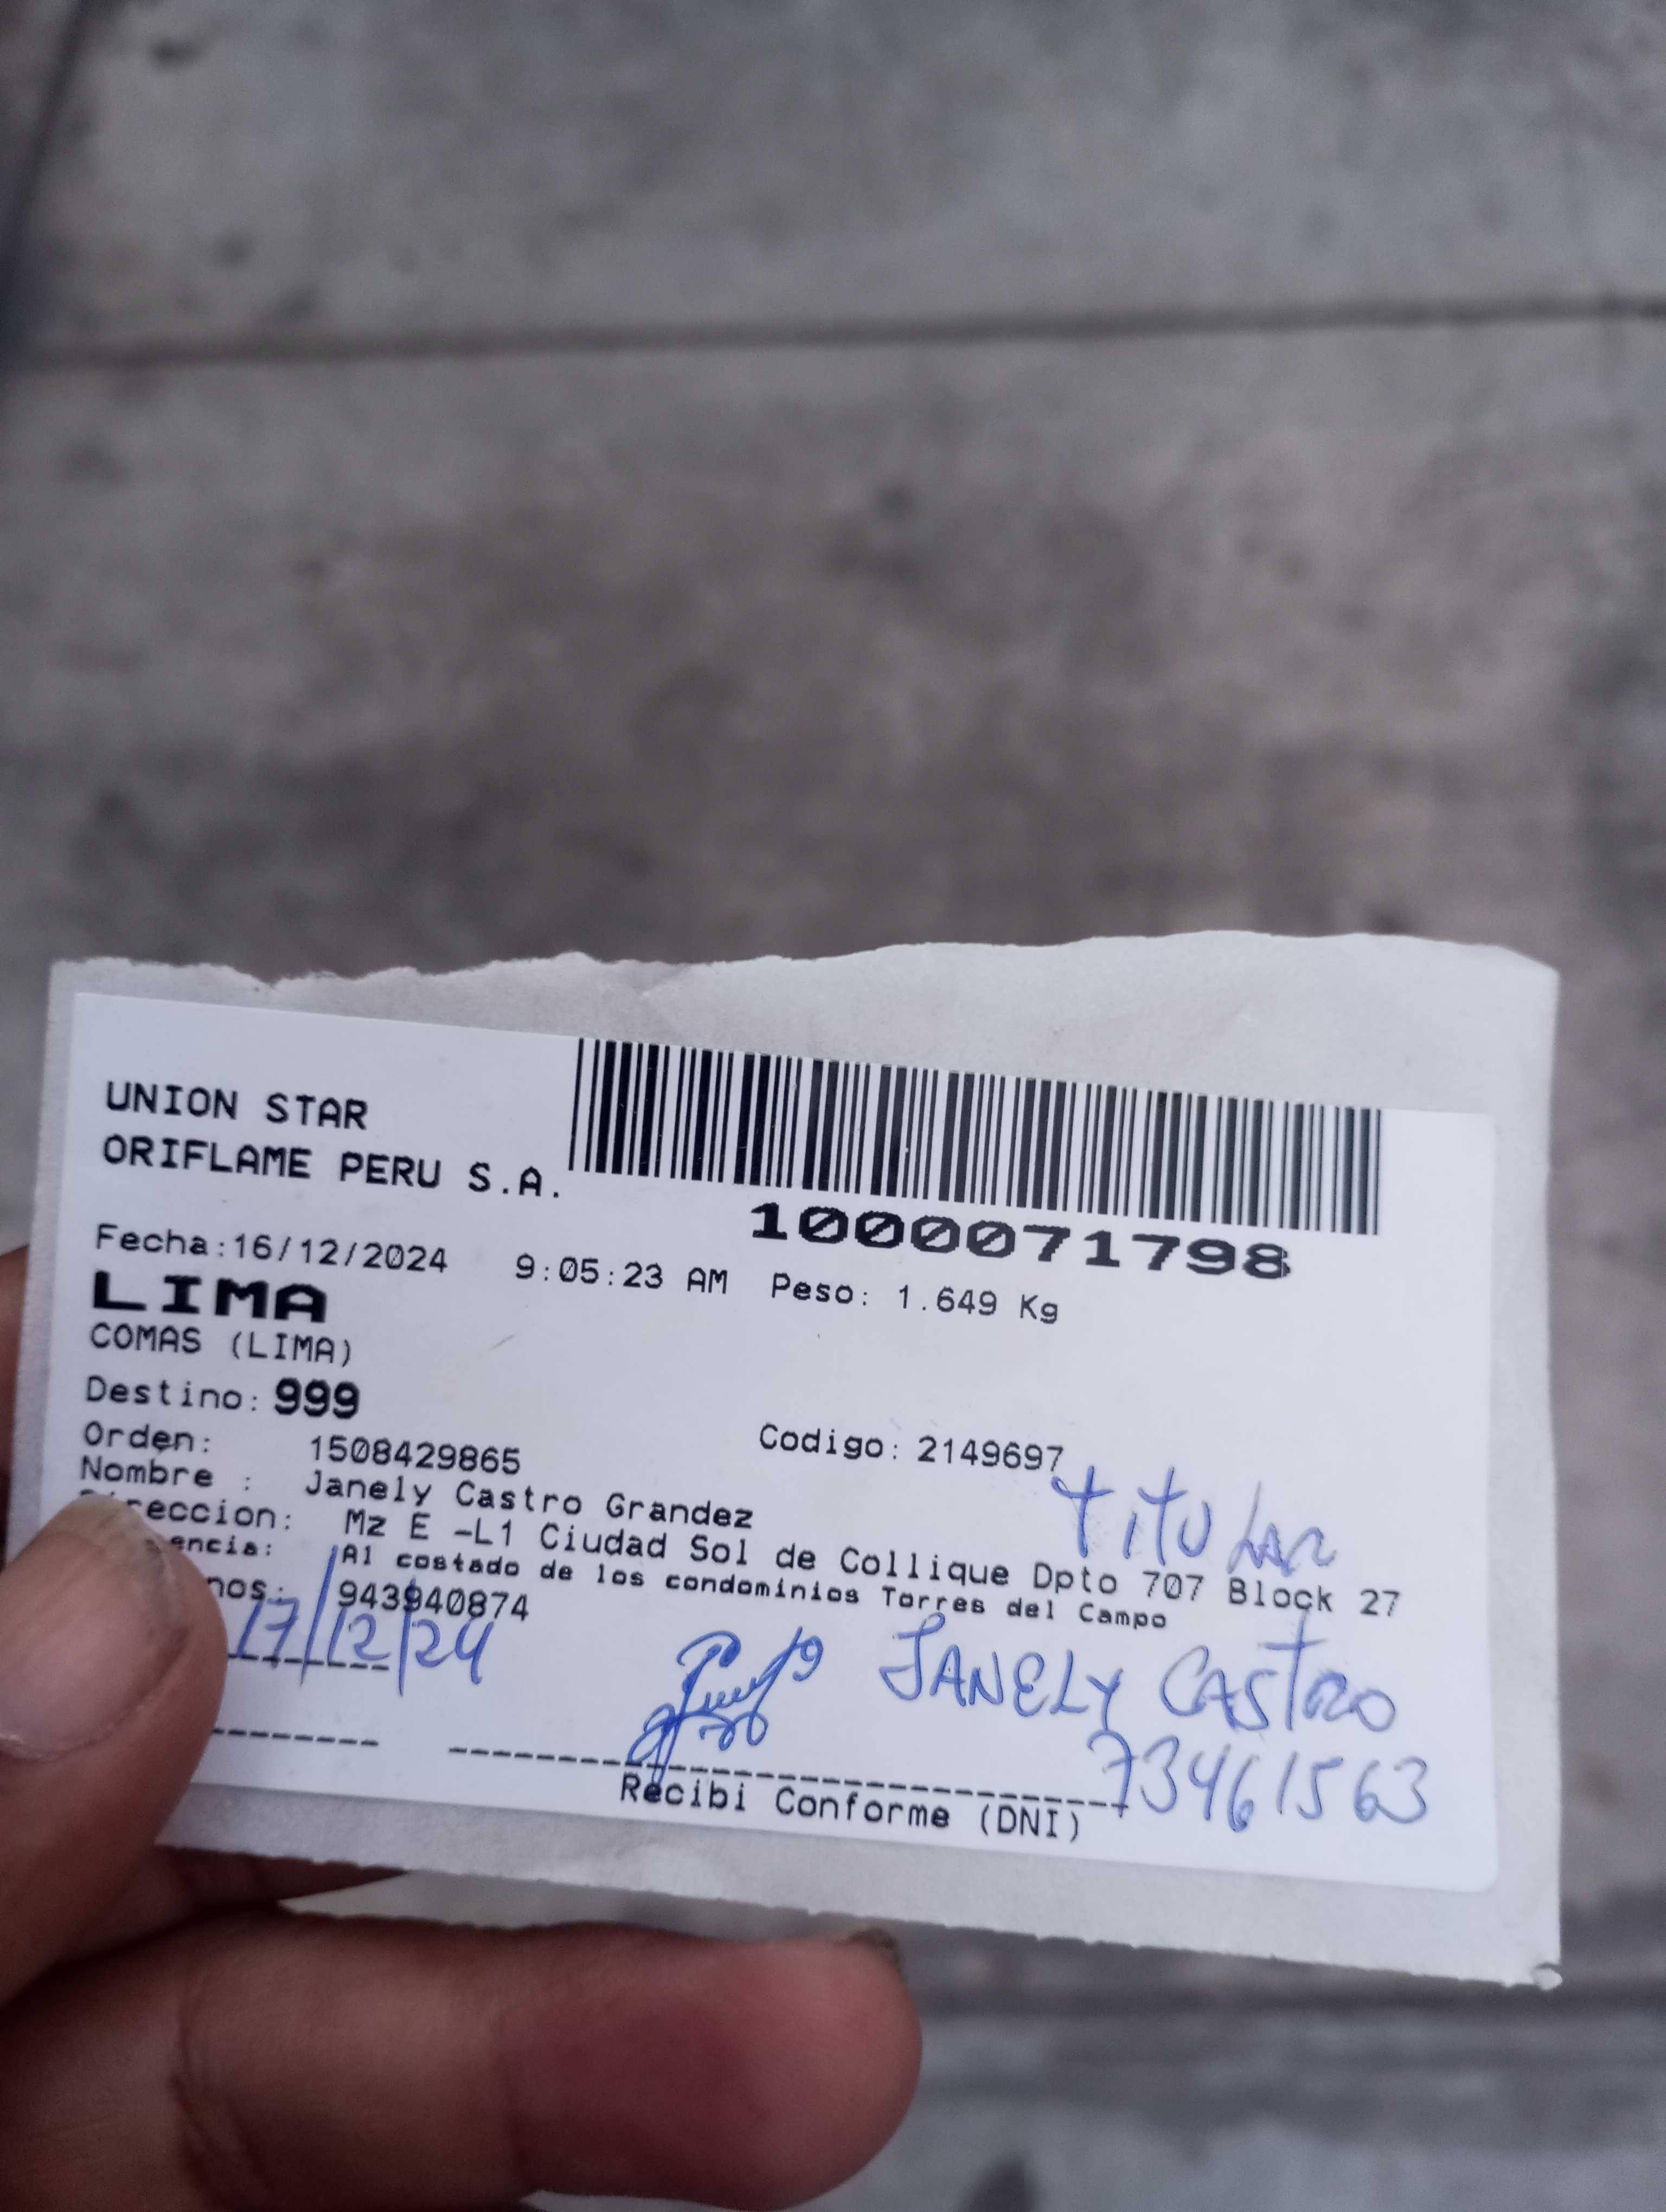 UNION STAR
ORIFLAME PERU S.A.
1000071798
Fecha:16/12/2024 9:05:23 AM Peso: 1.649 Kg
LIMA
COMAS (LIMA)
Destino: 999
Orden: 1508429865 Codigo: 2149697
Nombre : Janely Castro Grandez
TITULAR
reccion: Mz E -L1 Ciudad Sol de Collique Dpto 707 Block 27
encia: Al costado de los condominios Torres del Campo
nos: 943940874
17/12/24
JANELY CASTRO
73461563
Recibi Conforme (DNI)